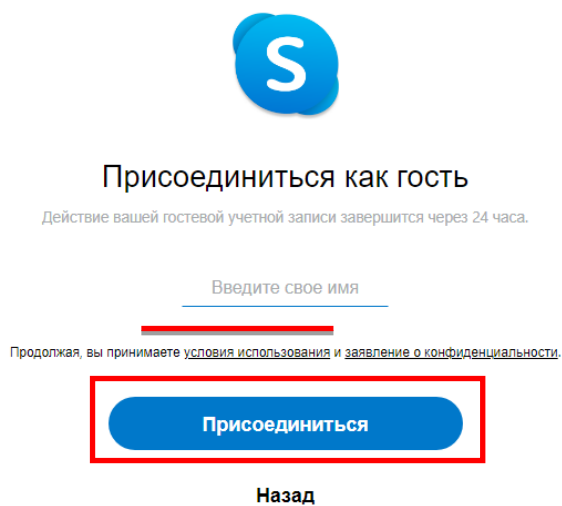 S
Присоединиться как гость
Действие вашей гостевой учетной записи завершится через 24 часа.
Введите свое имя
Продолжая, вы принимаете условия использования и заявление о конфиденциальности.
Присоединиться
Назад